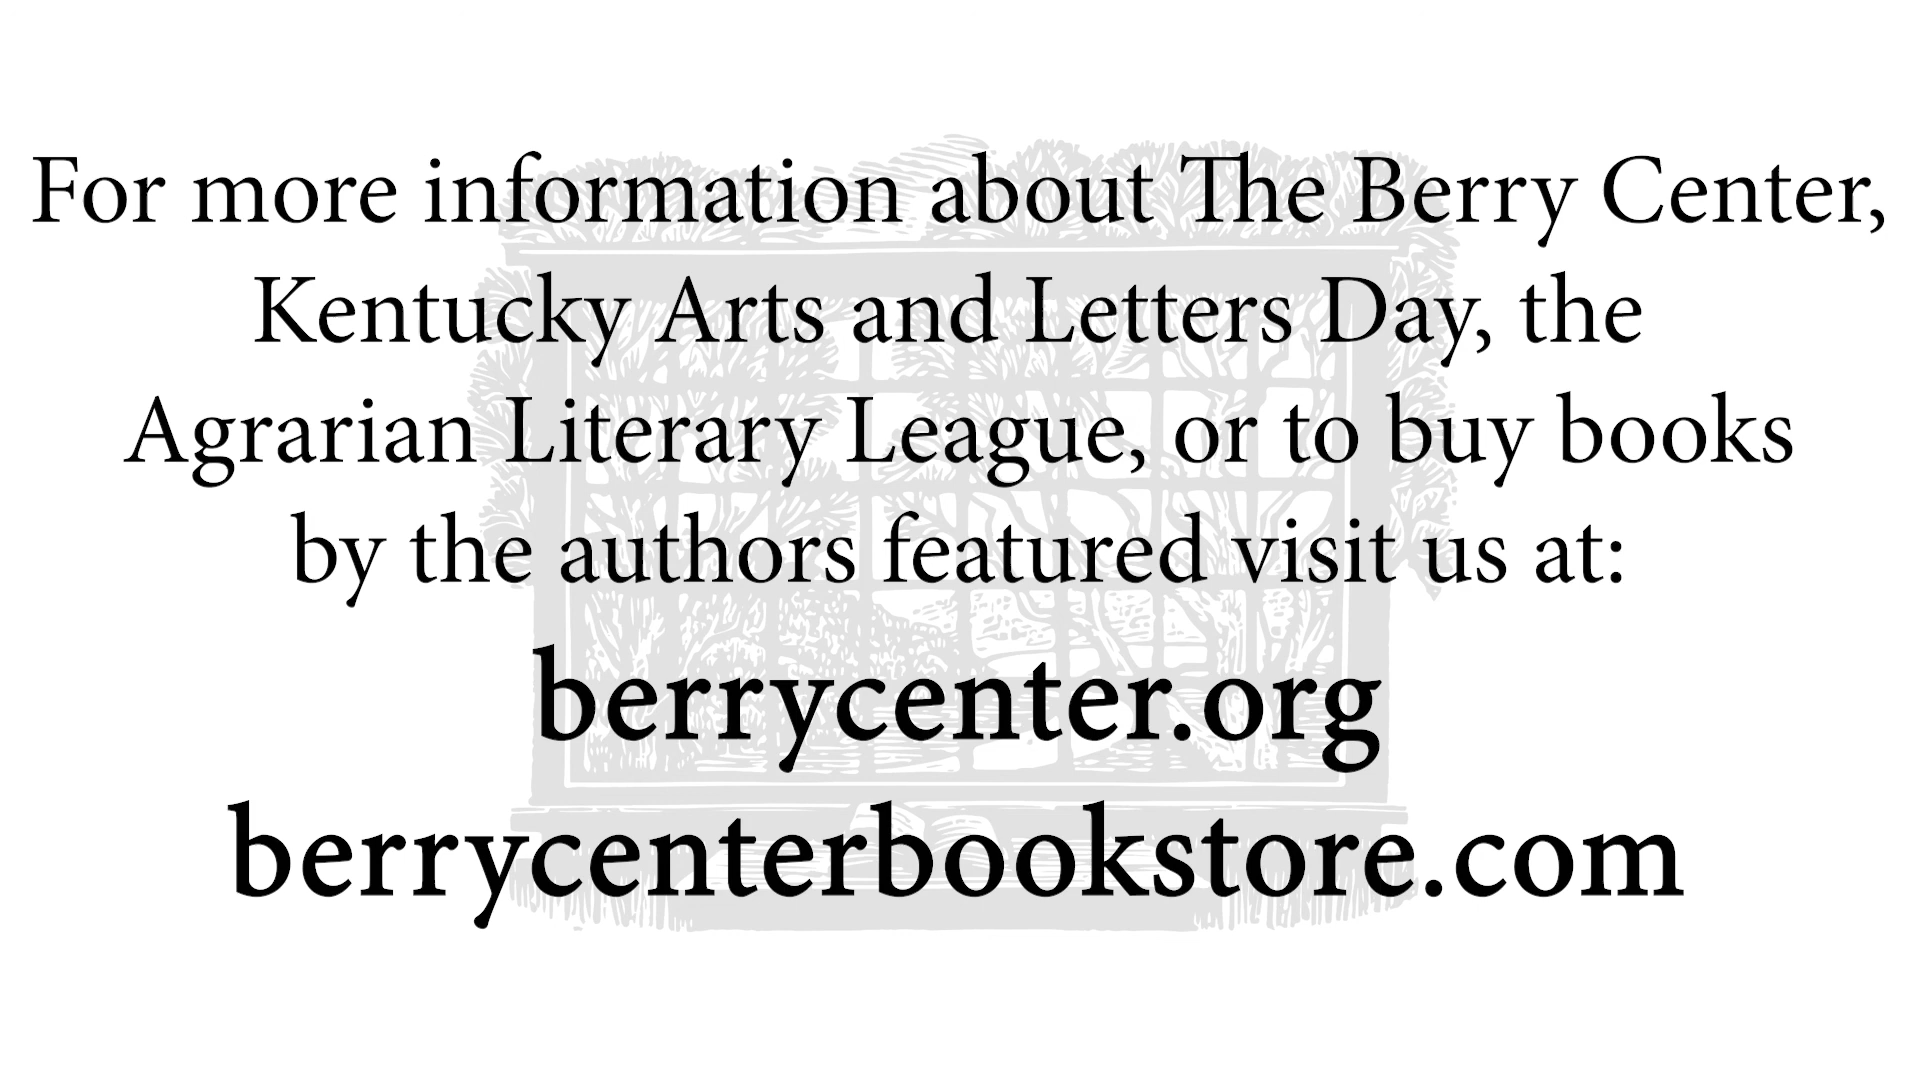 For more information about The Berry Center,
Kentucky Arts and Letters Day, the
Agrarian Literary League, or to buy books
by the authors featured visit us at:
berrycenter.org
berrycenterbookstore.com